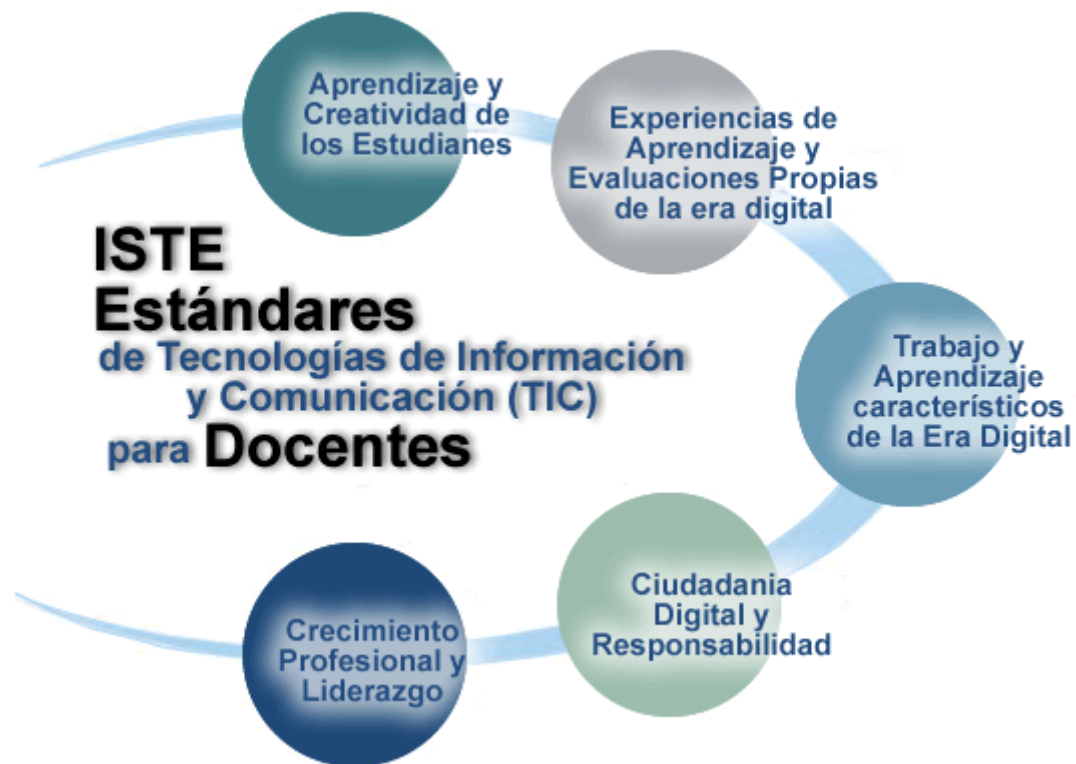 Aprendizaje y
Creatividad de
los Estudianes
Experiencias de
Aprendizaje y
Evaluaciones Propias
de la era digital
ISTE
Estándares
de Tecnologías de Información
y Comunicación (TIC)
para Docentes
Trabajo y
Aprendizaje
característicos
de la Era Digital
Ciudadania
Digital y
Responsabilidad
Crecimiento
Profesional y
Liderazgo